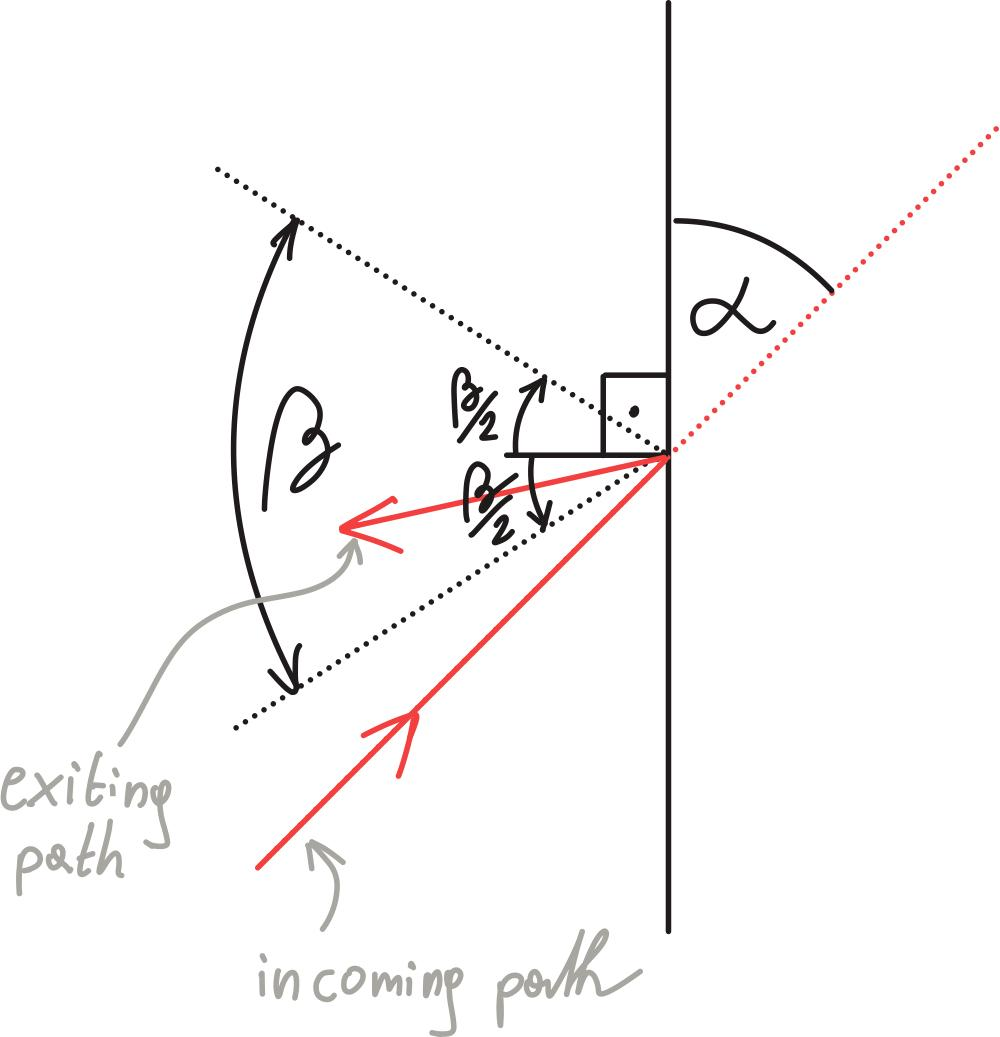 α
β/2
β
β/2
exiting
path
incoming path